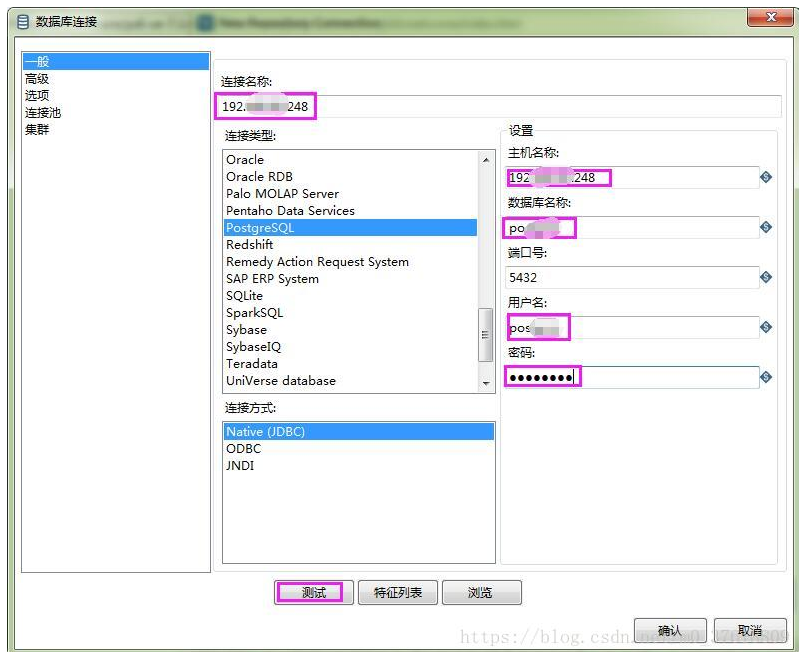 数据库连接
New Repository Connection
一般
高级
选项
连接池
集群
连接名称:
192. 248
连接类型:
Oracle
Oracle RDB
Palo MOLAP Server
Pentaho Data Services
PostgreSQL
Redshift
Remedy Action Request System
SAP ERP System
SQLite
SparkSQL
Sybase
SybaseIQ
Teradata
UniVerse database
连接方式:
Native (JDBC)
ODBC
JNDI
设置
主机名称:
192 .248
数据库名称:
po
端口号:
5432
用户名:
pos
密码:
●●●●●●●●
测试
特征列表
浏览
确认
取消
https://blog.csdn.net